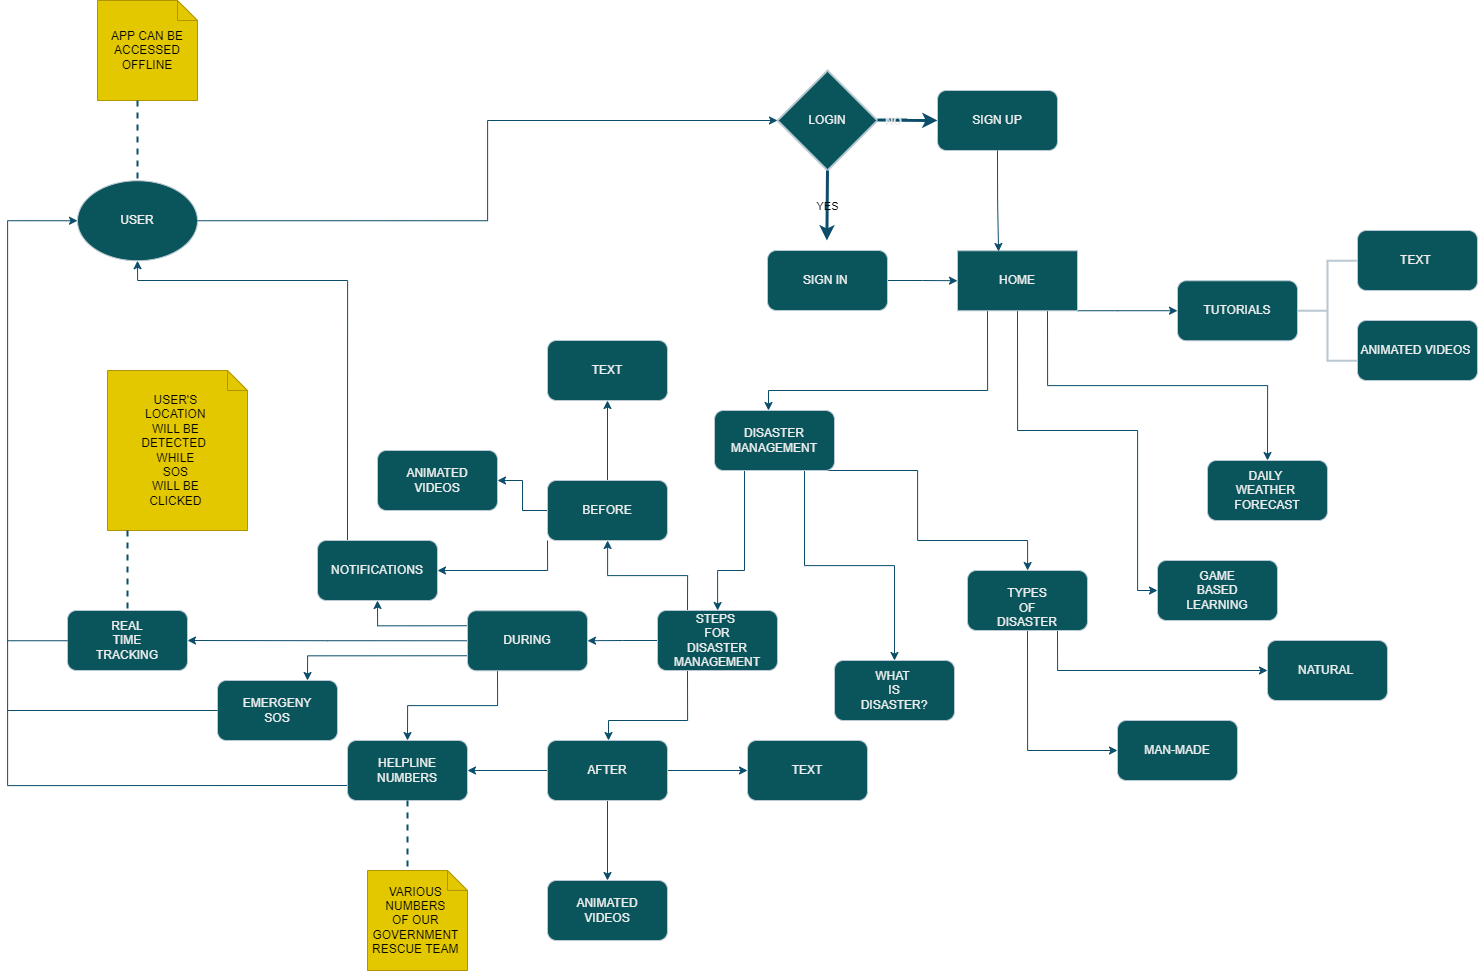 APP CAN BE
ACCESSED
OFFLINE
LOGIN
NO
SIGN UP
USER
YES
SIGN IN
HOME
TUTORIALS
TEXT
ANIMATED VIDEOS
TEXT
USER'S
LOCATION
WILL BE
DETECTED
WHILE
SOS
WILL BE
CLICKED
DISASTER
MANAGEMENT
ANIMATED
VIDEOS
BEFORE
DAILY
WEATHER
FORECAST
NOTIFICATIONS
TYPES
OF
DISASTER
GAME
BASED
LEARNING
REAL
TIME
TRACKING
DURING
STEPS
FOR
DISASTER
MANAGEMENT
WHAT
IS
DISASTER?
NATURAL
EMERGENY
SOS
MAN-MADE
HELPLINE
NUMBERS
AFTER
TEXT
VARIOUS
NUMBERS
OF OUR
GOVERNMENT
RESCUE TEAM
ANIMATED
VIDEOS